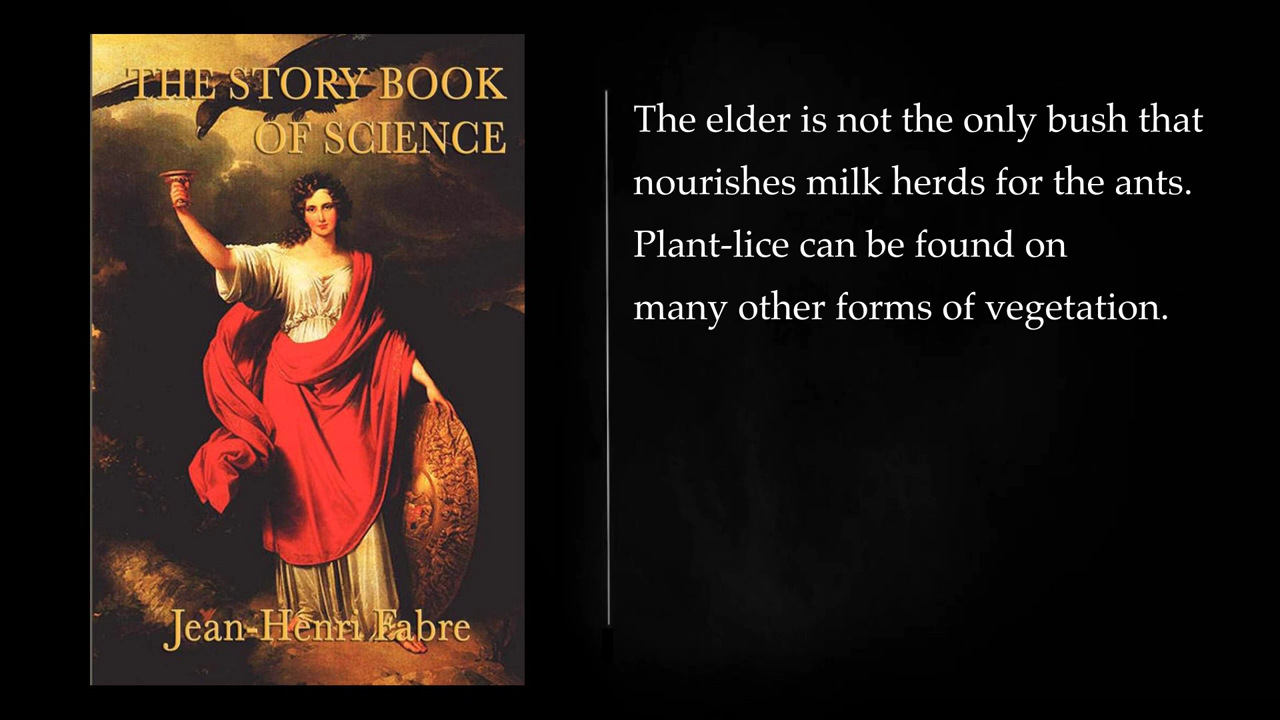 THE STORY BOOK
OF SCIENCE
Jean-Henri Fabre
The elder is not the only bush that
nourishes milk herds for the ants.
Plant-lice can be found on
many other forms of vegetation.